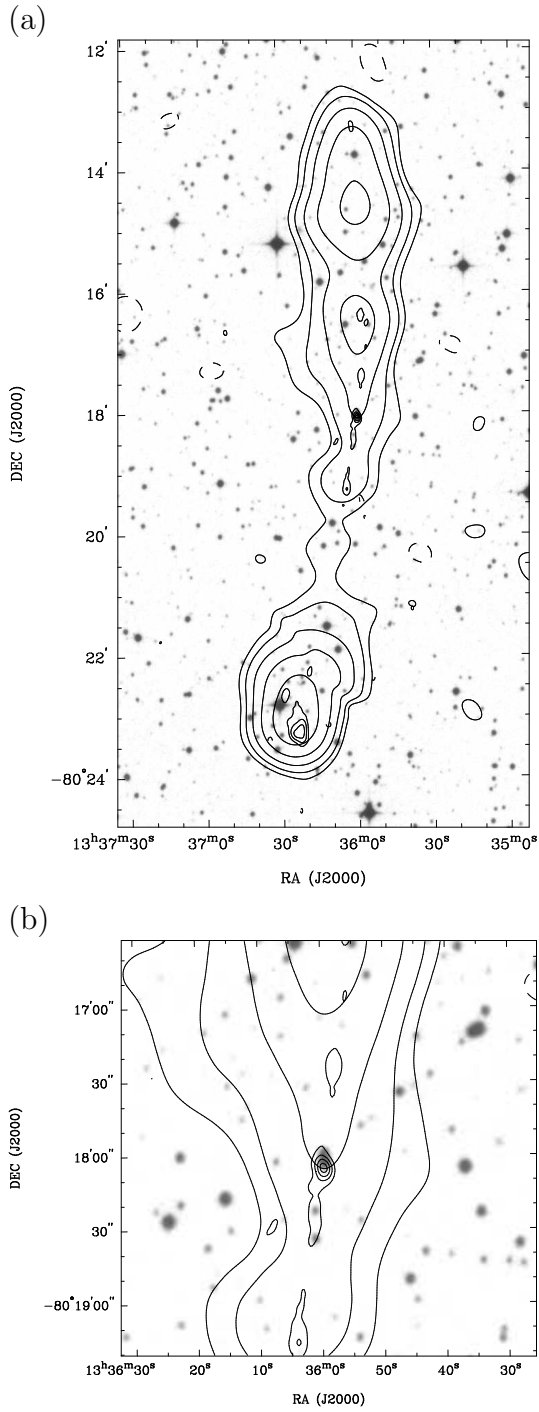 (a)
12′
14′
16′
18′
20′
22′
−80°24′
DEC (J2000)
13ʰ37ᵐ30ˢ 37ᵐ0ˢ 30ˢ 36ᵐ0ˢ 30ˢ 35ᵐ0ˢ
RA (J2000)
(b)
17′00″
30″
18′00″
30″
−80°19′00″
DEC (J2000)
13ʰ36ᵐ30ˢ 20ˢ 10ˢ 36ᵐ00ˢ 50ˢ 40ˢ 30ˢ
RA (J2000)